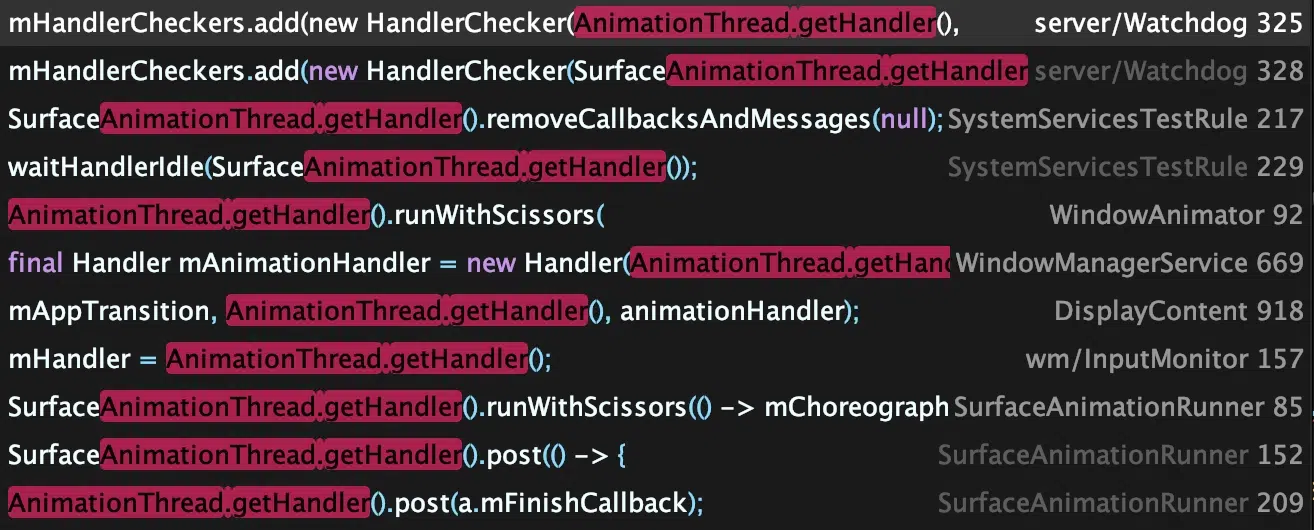 mHandlerCheckers.add(new HandlerChecker(AnimationThread.getHandler(), server/Watchdog 325
mHandlerCheckers.add(new HandlerChecker(SurfaceAnimationThread.getHandler server/Watchdog 328
SurfaceAnimationThread.getHandler().removeCallbacksAndMessages(null); SystemServicesTestRule 217
waitHandlerIdle(SurfaceAnimationThread.getHandler()); SystemServicesTestRule 229
AnimationThread.getHandler().runWithScissors( WindowAnimator 92
final Handler mAnimationHandler = new Handler(AnimationThread.getHand WindowManagerService 669
mAppTransition, AnimationThread.getHandler(), animationHandler); DisplayContent 918
mHandler = AnimationThread.getHandler(); wm/InputMonitor 157
SurfaceAnimationThread.getHandler().runWithScissors(() -> mChoreograph SurfaceAnimationRunner 85
SurfaceAnimationThread.getHandler().post(() -> { SurfaceAnimationRunner 152
AnimationThread.getHandler().post(a.mFinishCallback); SurfaceAnimationRunner 209